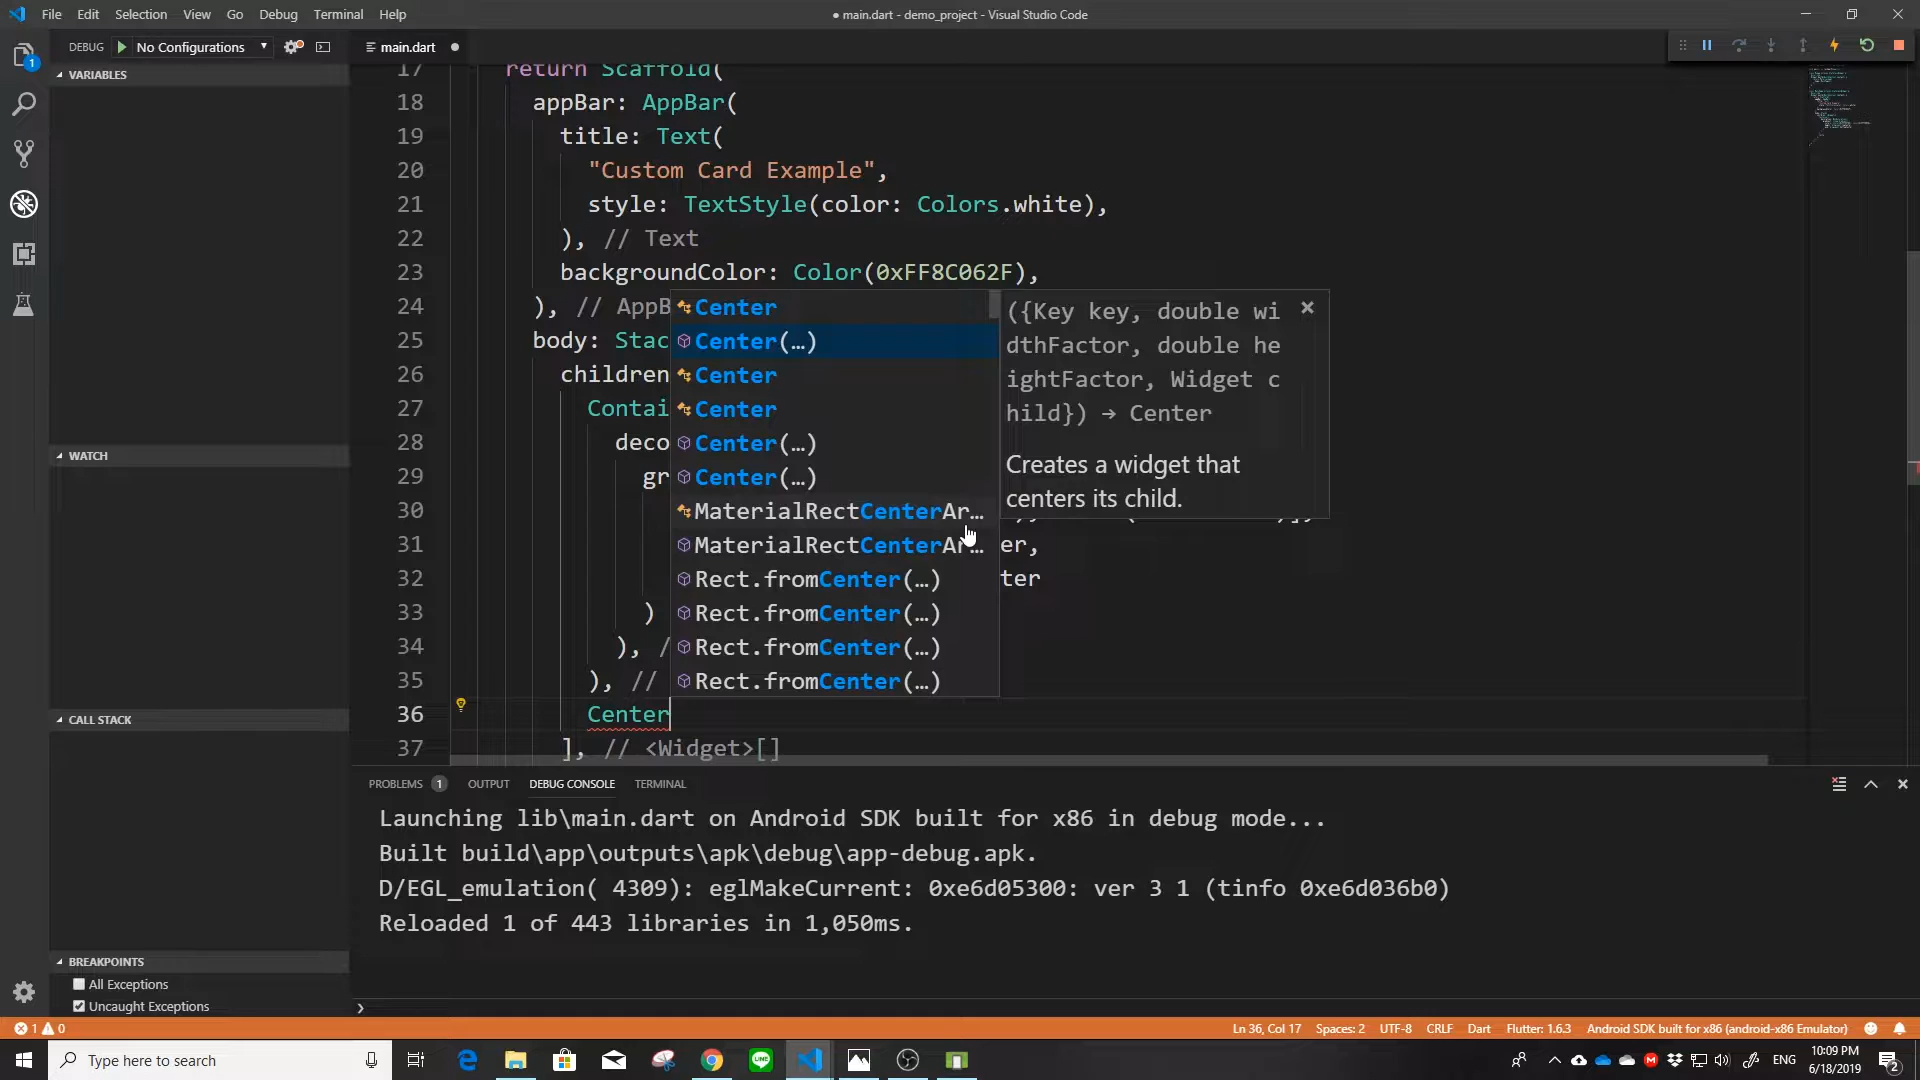 File Edit Selection View Go Debug Terminal Help
● main.dart - demo_project - Visual Studio Code
DEBUG No Configurations
main.dart ●
VARIABLES
WATCH
CALL STACK
BREAKPOINTS
All Exceptions
Uncaught Exceptions
17 return Scaffold(
18 appBar: AppBar(
19 title: Text(
20 "Custom Card Example",
21 style: TextStyle(color: Colors.white),
22 ), // Text
23 backgroundColor: Color(0xFF8C062F),
24 ), // AppB
25 body: Stac
26 children
27 Contai
28 deco
29 gr
30
31 er,
32 ter
33 )
34 ), /
35 ), //
36 Center
37 ], // <Widget>[]
Center
Center(…)
Center
Center
Center(…)
Center(…)
MaterialRectCenterAr…
MaterialRectCenterAr…
Rect.fromCenter(…)
Rect.fromCenter(…)
Rect.fromCenter(…)
Rect.fromCenter(…)
({Key key, double wi
dthFactor, double he
ightFactor, Widget c
hild}) → Center
Creates a widget that
centers its child.
PROBLEMS 1 OUTPUT DEBUG CONSOLE TERMINAL
Launching lib\main.dart on Android SDK built for x86 in debug mode...
Built build\app\outputs\apk\debug\app-debug.apk.
D/EGL_emulation( 4309): eglMakeCurrent: 0xe6d05300: ver 3 1 (tinfo 0xe6d036b0)
Reloaded 1 of 443 libraries in 1,050ms.
1 0
Ln 36, Col 17 Spaces: 2 UTF-8 CRLF Dart Flutter: 1.6.3 Android SDK built for x86 (android-x86 Emulator)
Type here to search
ENG
10:09 PM
6/18/2019
2